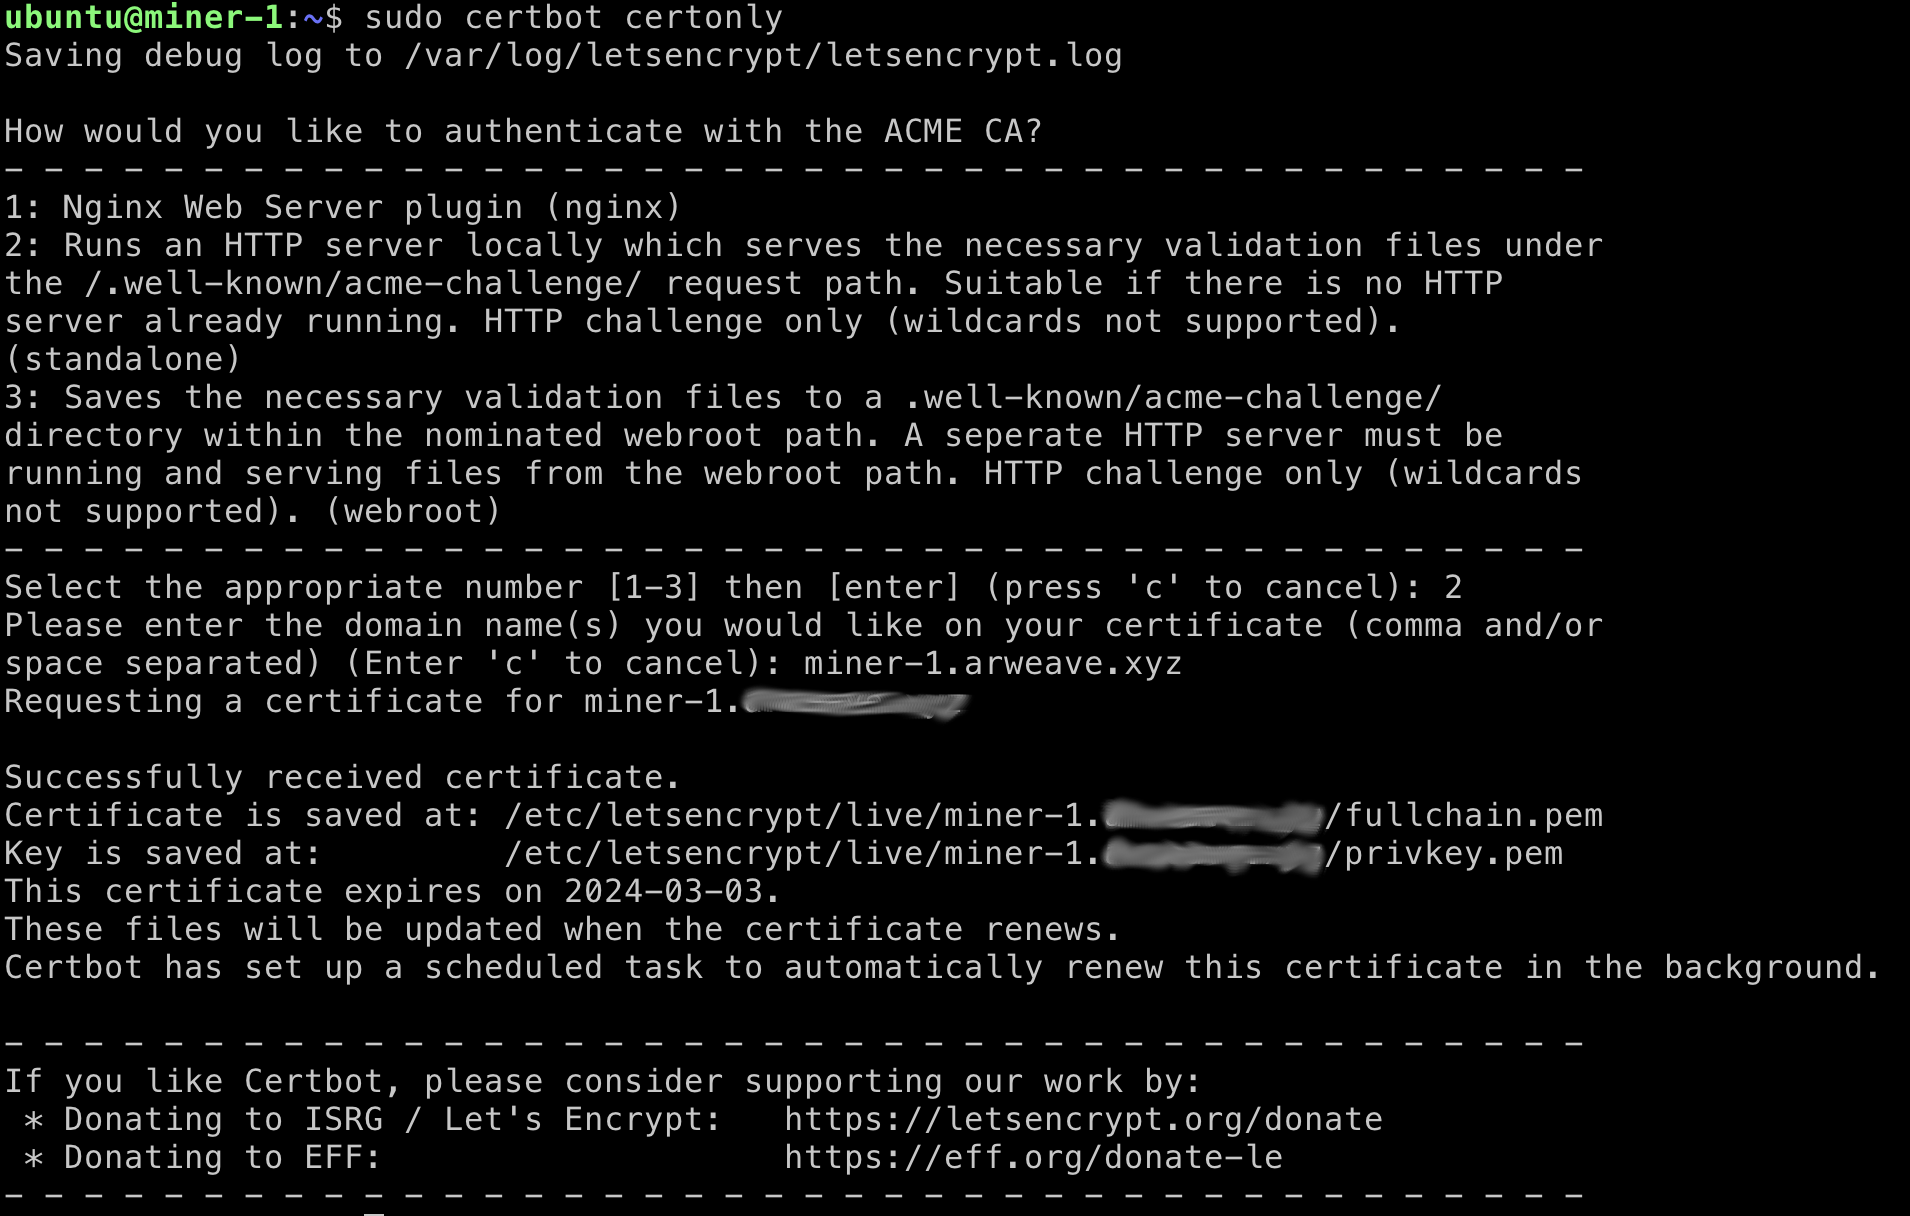 ubuntu@miner-1:~$ sudo certbot certonly
Saving debug log to /var/log/letsencrypt/letsencrypt.log
How would you like to authenticate with the ACME CA?
- - - - - - - - - - - - - - - - - - - - - - - - - - - - - - - - - - - - - - - -
1: Nginx Web Server plugin (nginx)
2: Runs an HTTP server locally which serves the necessary validation files under
the /.well-known/acme-challenge/ request path. Suitable if there is no HTTP
server already running. HTTP challenge only (wildcards not supported).
(standalone)
3: Saves the necessary validation files to a .well-known/acme-challenge/
directory within the nominated webroot path. A seperate HTTP server must be
running and serving files from the webroot path. HTTP challenge only (wildcards
not supported). (webroot)
- - - - - - - - - - - - - - - - - - - - - - - - - - - - - - - - - - - - - - - -
Select the appropriate number [1-3] then [enter] (press 'c' to cancel): 2
Please enter the domain name(s) you would like on your certificate (comma and/or
space separated) (Enter 'c' to cancel): miner-1.arweave.xyz
Requesting a certificate for miner-1.
Successfully received certificate.
Certificate is saved at: /etc/letsencrypt/live/miner-1. /fullchain.pem
Key is saved at: /etc/letsencrypt/live/miner-1. /privkey.pem
This certificate expires on 2024-03-03.
These files will be updated when the certificate renews.
Certbot has set up a scheduled task to automatically renew this certificate in the background.
- - - - - - - - - - - - - - - - - - - - - - - - - - - - - - - - - - - - - - - -
If you like Certbot, please consider supporting our work by:
 * Donating to ISRG / Let's Encrypt: https://letsencrypt.org/donate
 * Donating to EFF: https://eff.org/donate-le
- - - - - - - - - - - - - - - - - - - - - - - - - - - - - - - - - - - - - - - -